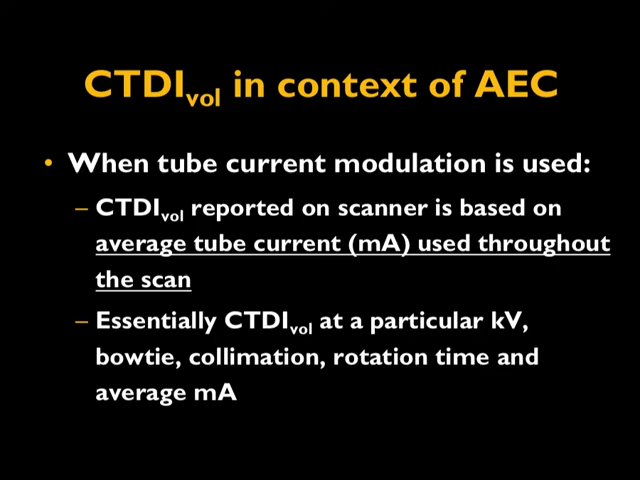 CTDIvol in context of AEC
• When tube current modulation is used:
– CTDIvol reported on scanner is based on
average tube current (mA) used throughout
the scan
– Essentially CTDIvol at a particular kV,
bowtie, collimation, rotation time and
average mA